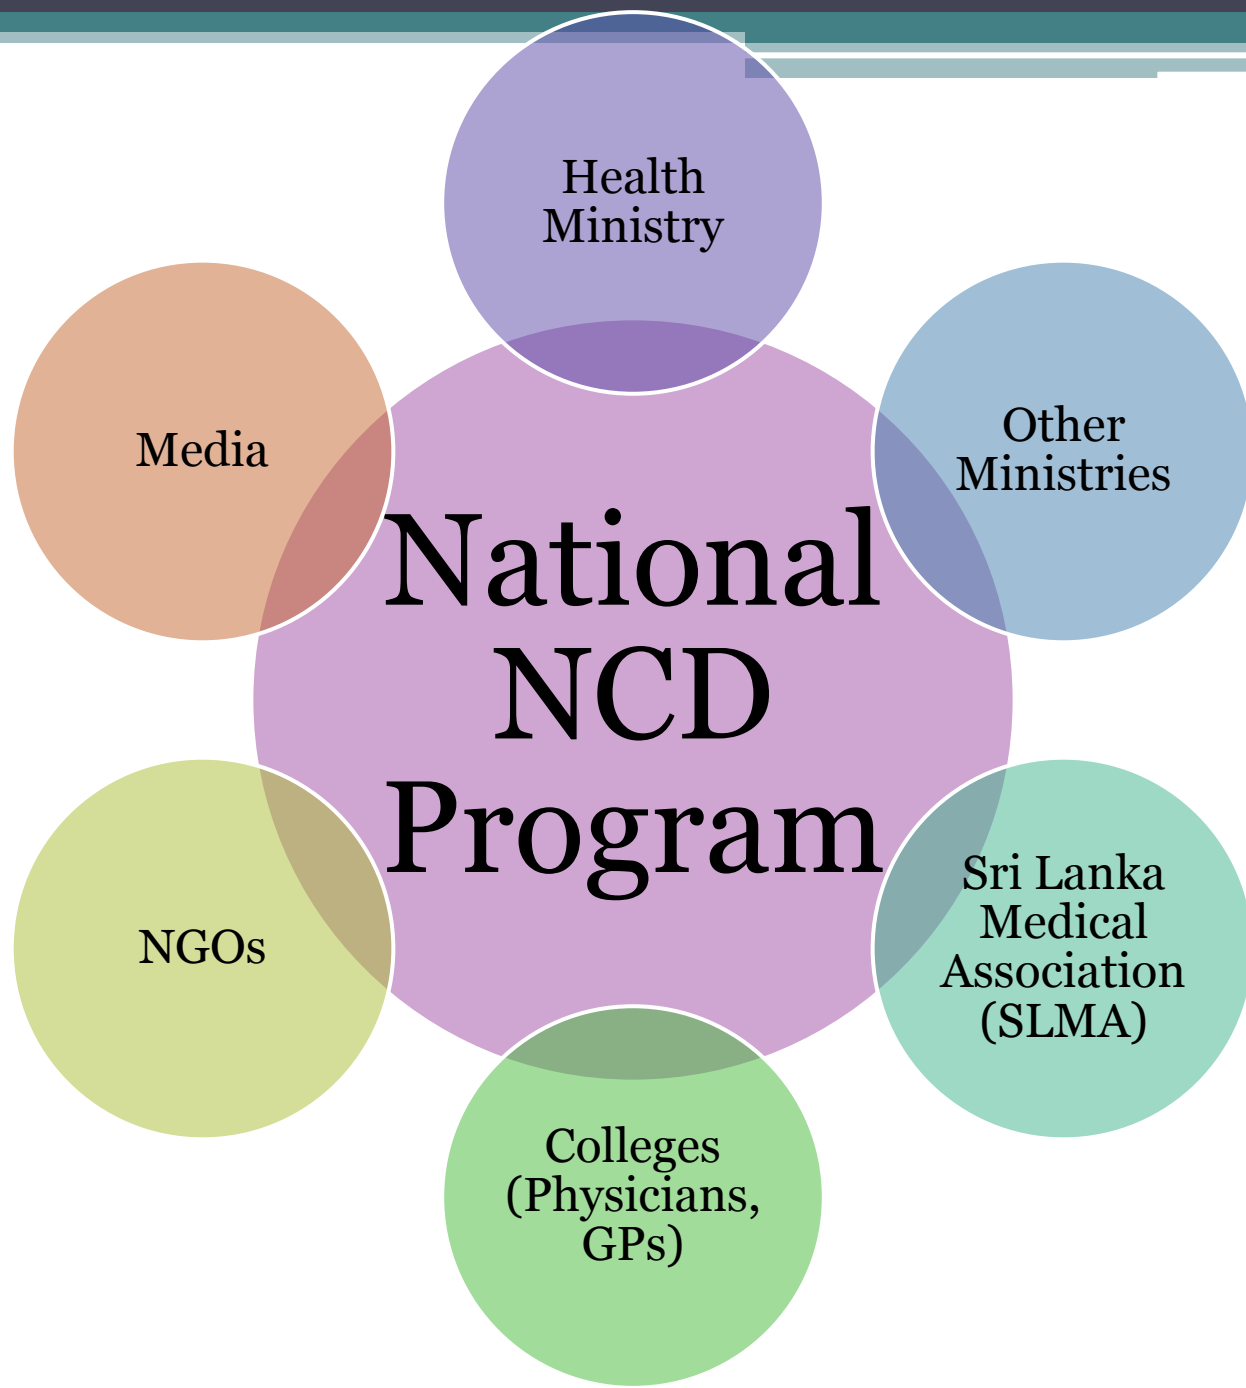 Health
Ministry
Other
Ministries
Media
National
NCD
Program
Sri Lanka
Medical
Association
(SLMA)
NGOs
Colleges
(Physicians,
GPs)